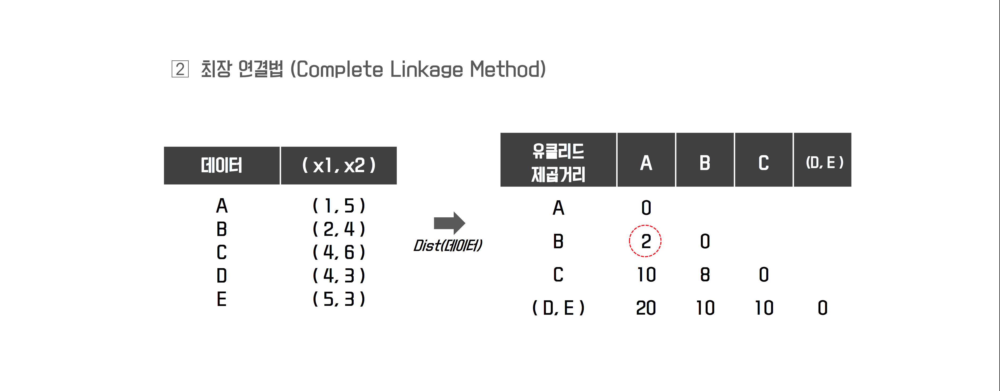 2 최장 연결법 (Complete Linkage Method)
데이터 ( x1, x2 )
A ( 1, 5 )
B ( 2, 4 )
C ( 4, 6 )
D ( 4, 3 )
E ( 5, 3 )
Dist(데이터)
유클리드
제곱거리 A B C (D, E )
A 0
B 2 0
C 10 8 0
( D, E ) 20 10 10 0